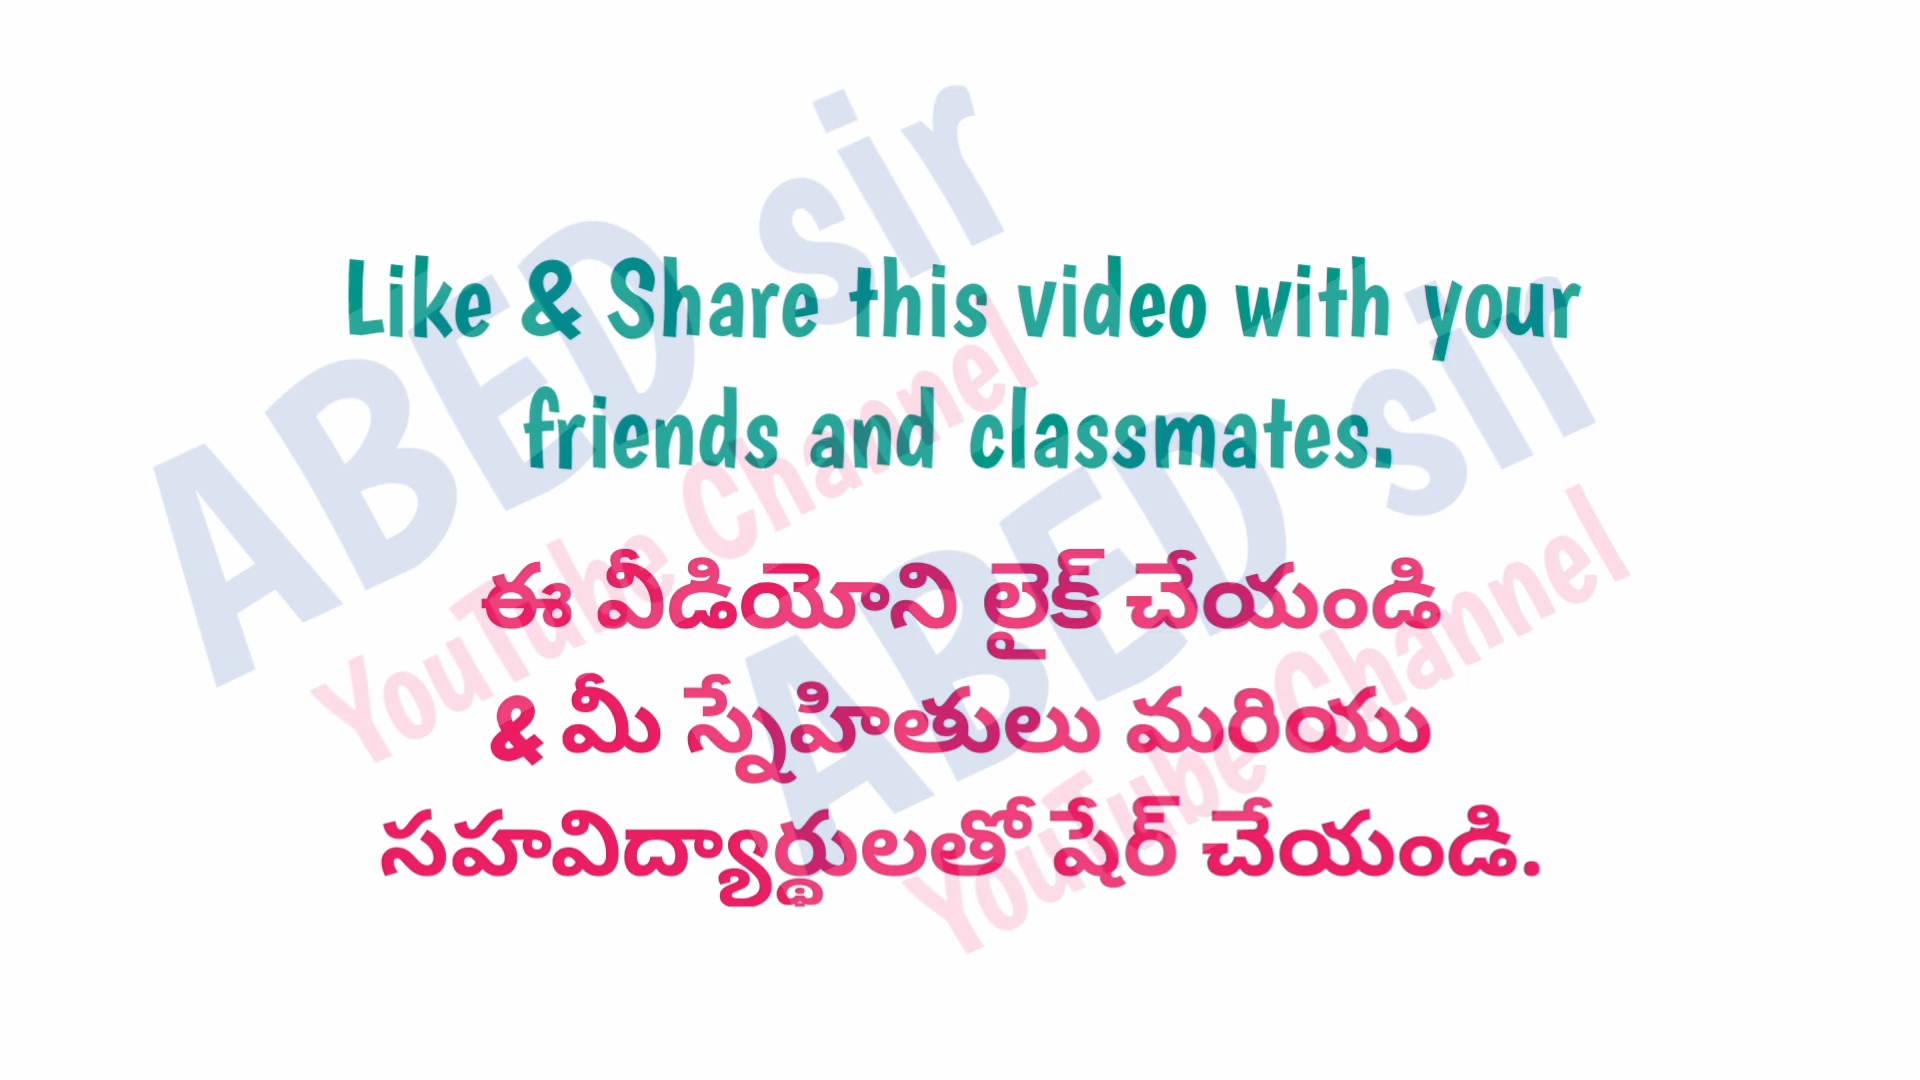 Like & Share this video with your
friends and classmates.
ఈ వీడియోని లైక్ చేయండి
& మీ స్నేహితులు మరియు
సహవిద్యార్థులతో షేర్ చేయండి.
ABED sir
YouTube Channel
ABED sir
YouTube Channel